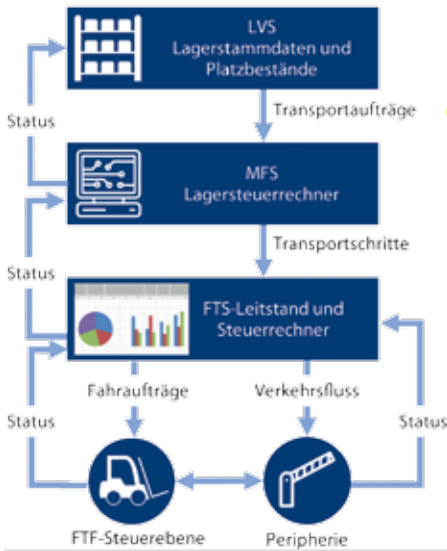 LVS
Lagerstammdaten und
Platzbestände
Status
Transportaufträge
MFS
Lagersteuerrechner
Transportschritte
Status
FTS-Leitstand und
Steuerrechner
Fahraufträge
Verkehrsfluss
Status
Status
FTF-Steuerebene
Peripherie